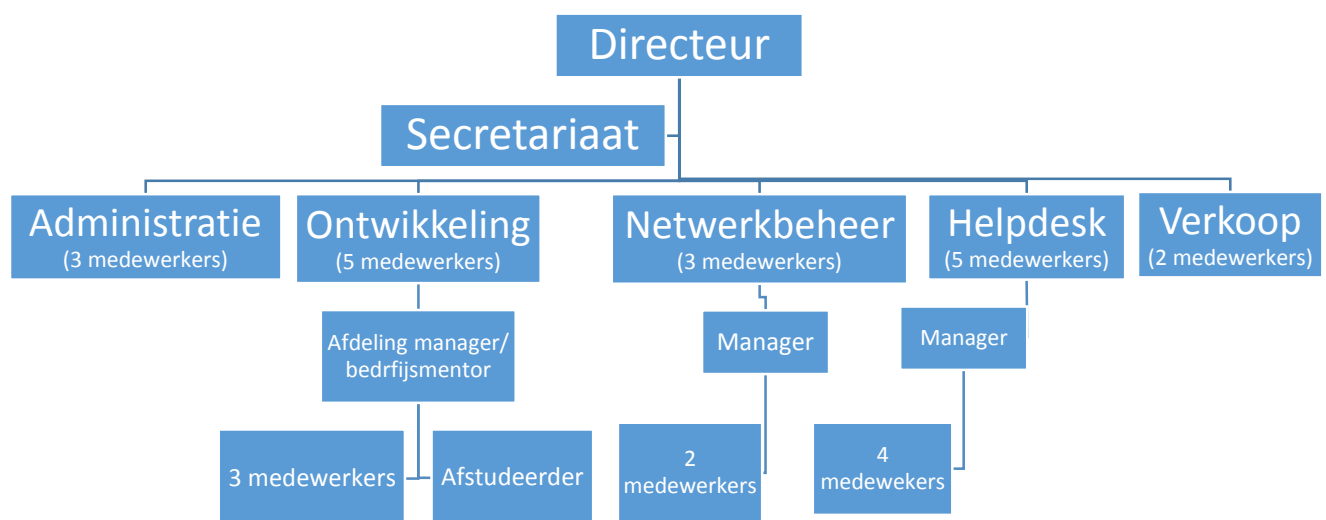 Directeur
Secretariaat
Administratie
(3 medewerkers)
Ontwikkeling
(5 medewerkers)
Netwerkbeheer
(3 medewerkers)
Helpdesk
(5 medewerkers)
Verkoop
(2 medewerkers)
Afdeling manager/
bedrfijsmentor
Manager
Manager
3 medewerkers
Afstudeerder
2
medewerkers
4
medewekers